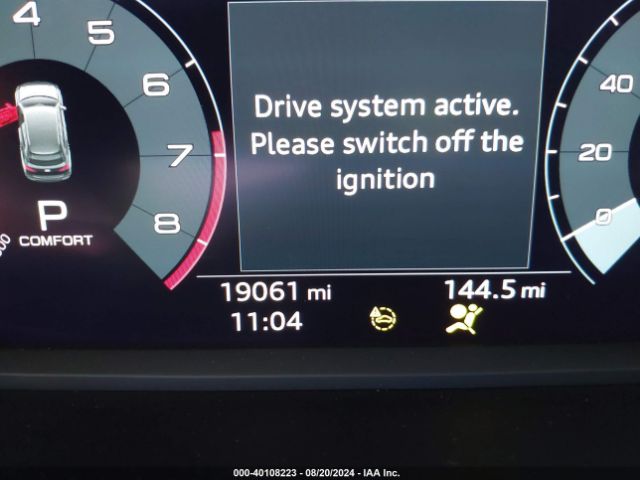 4
5
6
7
8
P
COMFORT
Drive system active.
Please switch off the
ignition
40
20
0
19061 mi
144.5 mi
11:04
000-40108223 - 08/20/2024 - IAA Inc.